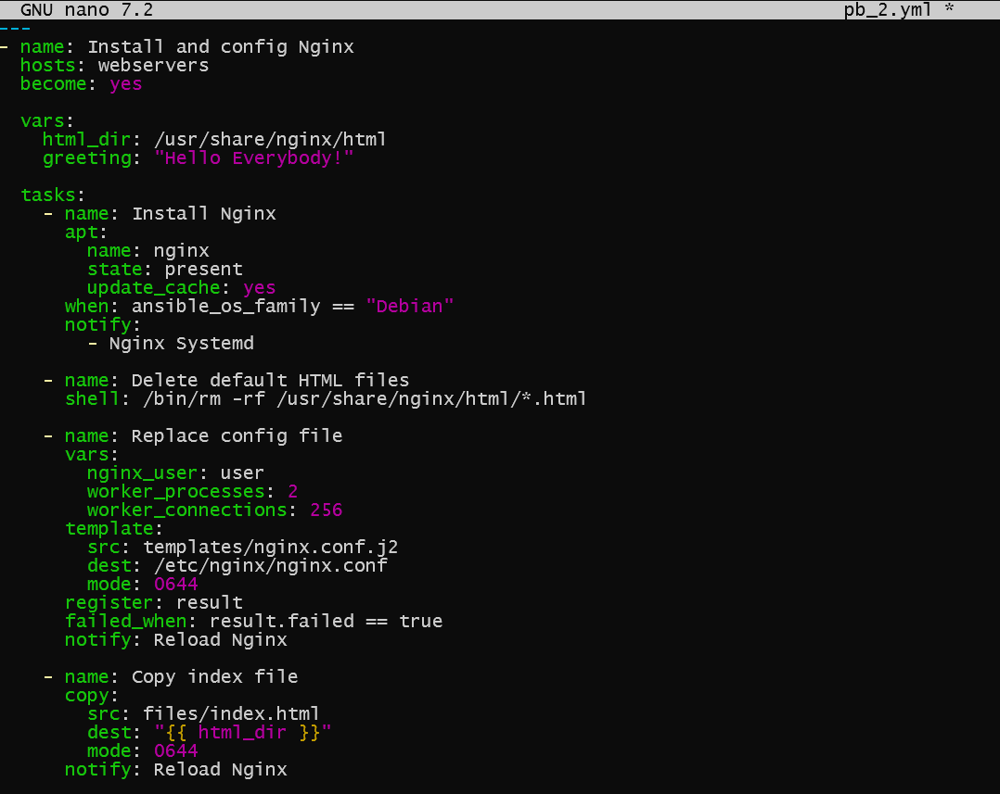 GNU nano 7.2 pb_2.yml *
---
- name: Install and config Nginx
  hosts: webservers
  become: yes

  vars:
    html_dir: /usr/share/nginx/html
    greeting: "Hello Everybody!"

  tasks:
    - name: Install Nginx
      apt:
        name: nginx
        state: present
        update_cache: yes
      when: ansible_os_family == "Debian"
      notify:
        - Nginx Systemd

    - name: Delete default HTML files
      shell: /bin/rm -rf /usr/share/nginx/html/*.html

    - name: Replace config file
      vars:
        nginx_user: user
        worker_processes: 2
        worker_connections: 256
      template:
        src: templates/nginx.conf.j2
        dest: /etc/nginx/nginx.conf
        mode: 0644
      register: result
      failed_when: result.failed == true
      notify: Reload Nginx

    - name: Copy index file
      copy:
        src: files/index.html
        dest: "{{ html_dir }}"
        mode: 0644
      notify: Reload Nginx